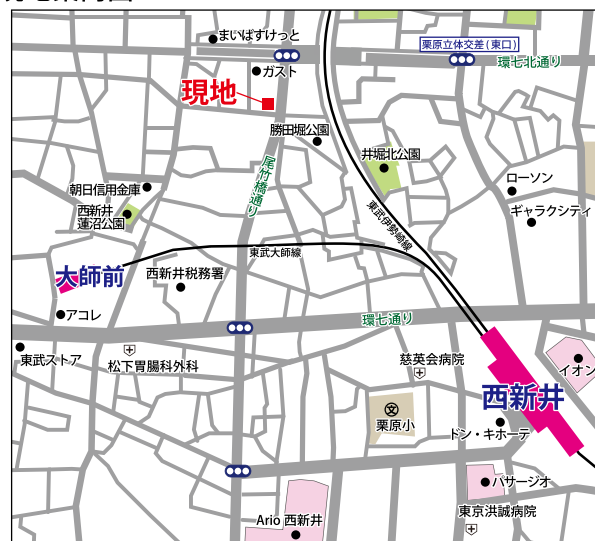 まいばすけっと
栗原立体交差(東口)
環七北通り
ガスト
現地
勝田堀公園
井堀北公園
尾竹橋通り
朝日信用金庫
ローソン
西新井
蓮沼公園
ギャラクシティ
東武伊勢崎線
東武大師線
大師前
西新井税務署
アコレ
環七通り
東武ストア
松下胃腸科外科
慈英会病院
イオン
西新井
文
栗原小
ドン・キホーテ
パサージオ
東京洪誠病院
Ario 西新井